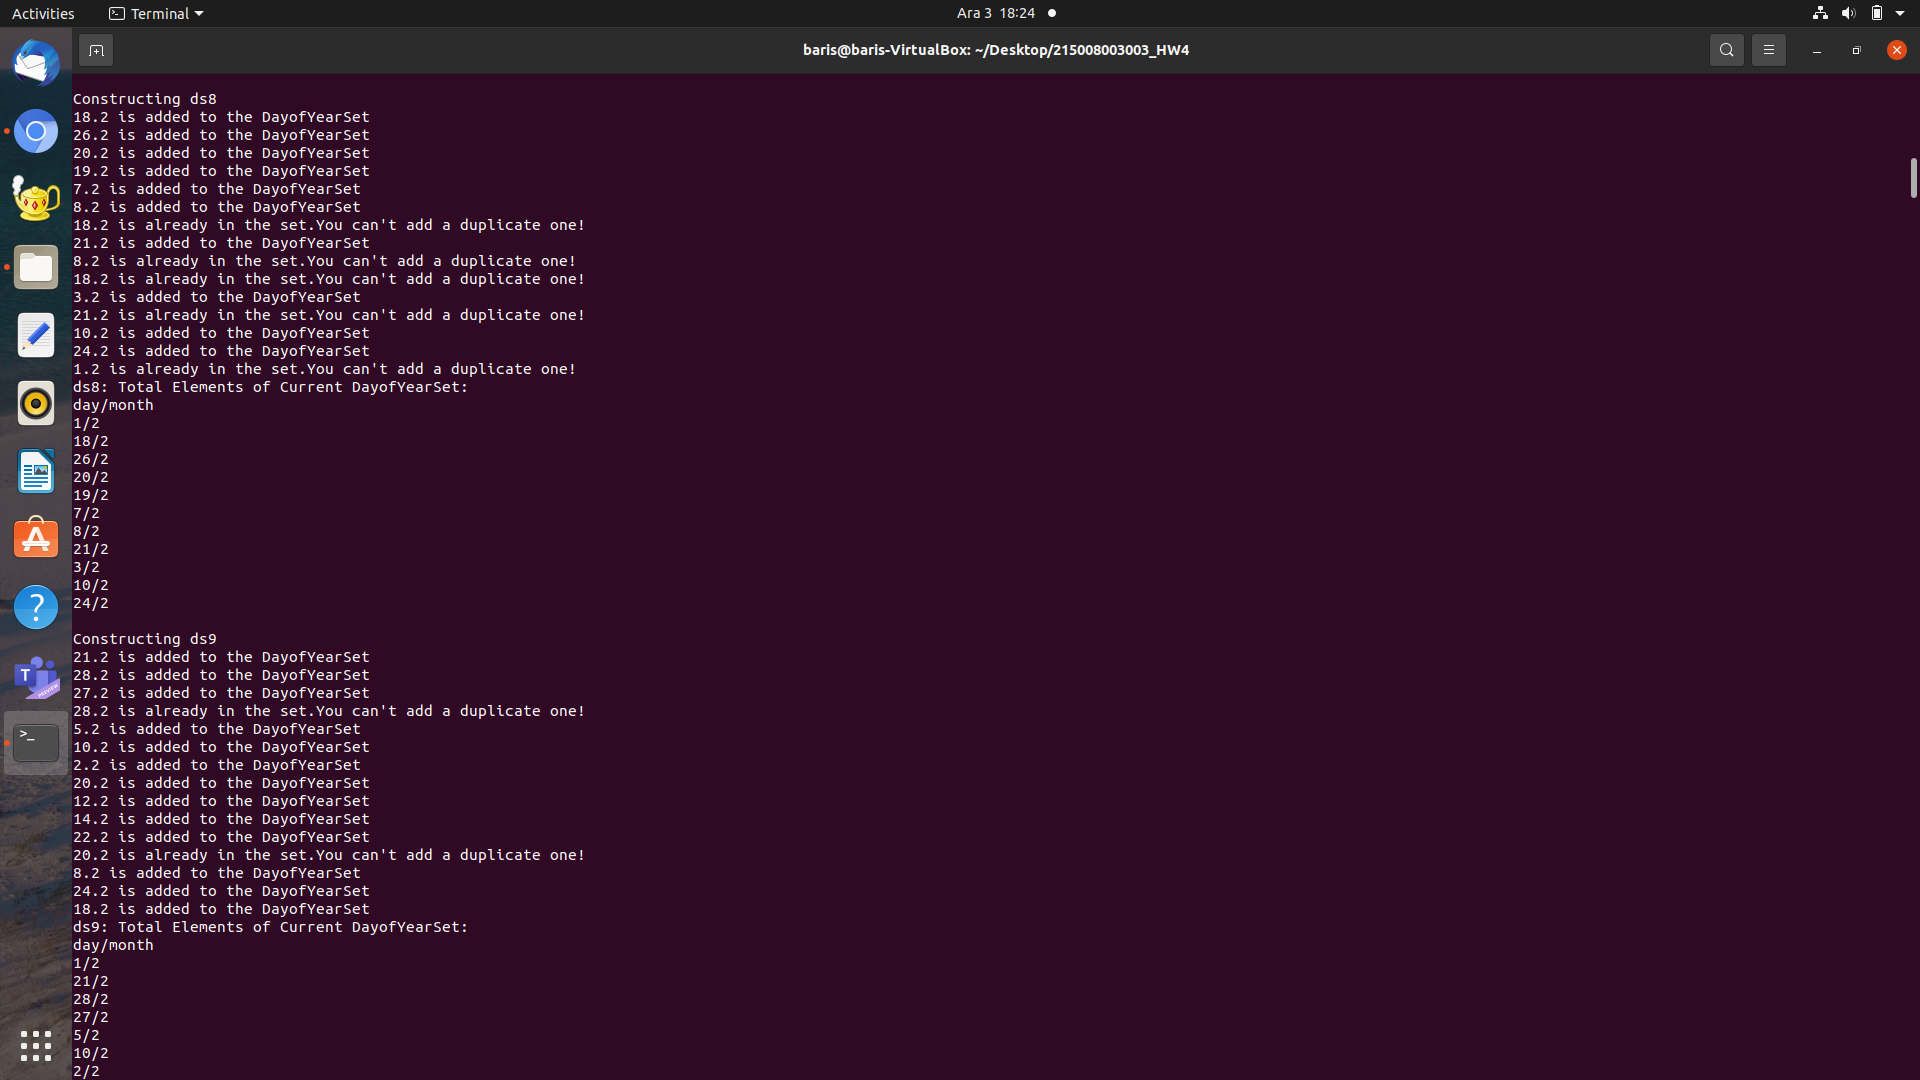 Activities
Terminal
Ara 3 18:24
baris@baris-VirtualBox: ~/Desktop/215008003003_HW4
Constructing ds8
18.2 is added to the DayofYearSet
26.2 is added to the DayofYearSet
20.2 is added to the DayofYearSet
19.2 is added to the DayofYearSet
7.2 is added to the DayofYearSet
8.2 is added to the DayofYearSet
18.2 is already in the set.You can't add a duplicate one!
21.2 is added to the DayofYearSet
8.2 is already in the set.You can't add a duplicate one!
18.2 is already in the set.You can't add a duplicate one!
3.2 is added to the DayofYearSet
21.2 is already in the set.You can't add a duplicate one!
10.2 is added to the DayofYearSet
24.2 is added to the DayofYearSet
1.2 is already in the set.You can't add a duplicate one!
ds8: Total Elements of Current DayofYearSet:
day/month
1/2
18/2
26/2
20/2
19/2
7/2
8/2
21/2
3/2
10/2
24/2
Constructing ds9
21.2 is added to the DayofYearSet
28.2 is added to the DayofYearSet
27.2 is added to the DayofYearSet
28.2 is already in the set.You can't add a duplicate one!
5.2 is added to the DayofYearSet
10.2 is added to the DayofYearSet
2.2 is added to the DayofYearSet
20.2 is added to the DayofYearSet
12.2 is added to the DayofYearSet
14.2 is added to the DayofYearSet
22.2 is added to the DayofYearSet
20.2 is already in the set.You can't add a duplicate one!
8.2 is added to the DayofYearSet
24.2 is added to the DayofYearSet
18.2 is added to the DayofYearSet
ds9: Total Elements of Current DayofYearSet:
day/month
1/2
21/2
28/2
27/2
5/2
10/2
2/2